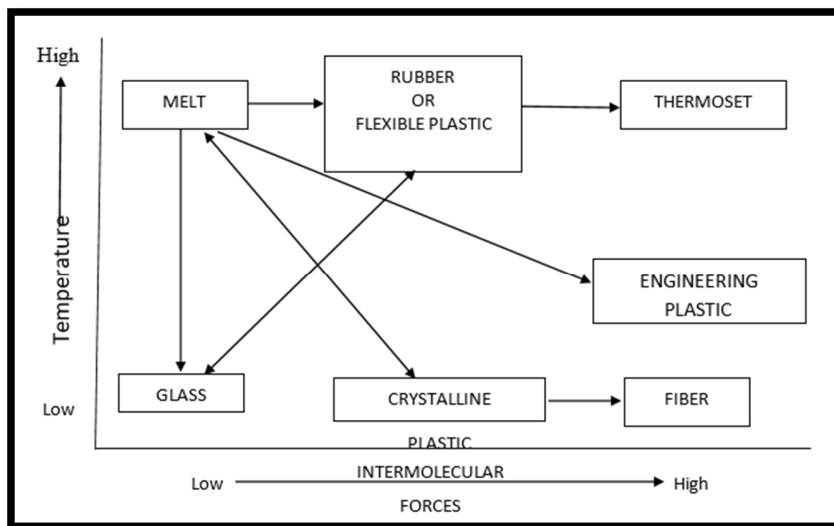 High
MELT
RUBBER
OR
FLEXIBLE PLASTIC
THERMOSET
Temperature
ENGINEERING
PLASTIC
GLASS
CRYSTALLINE
PLASTIC
FIBER
Low
Low
INTERMOLECULAR
FORCES
High